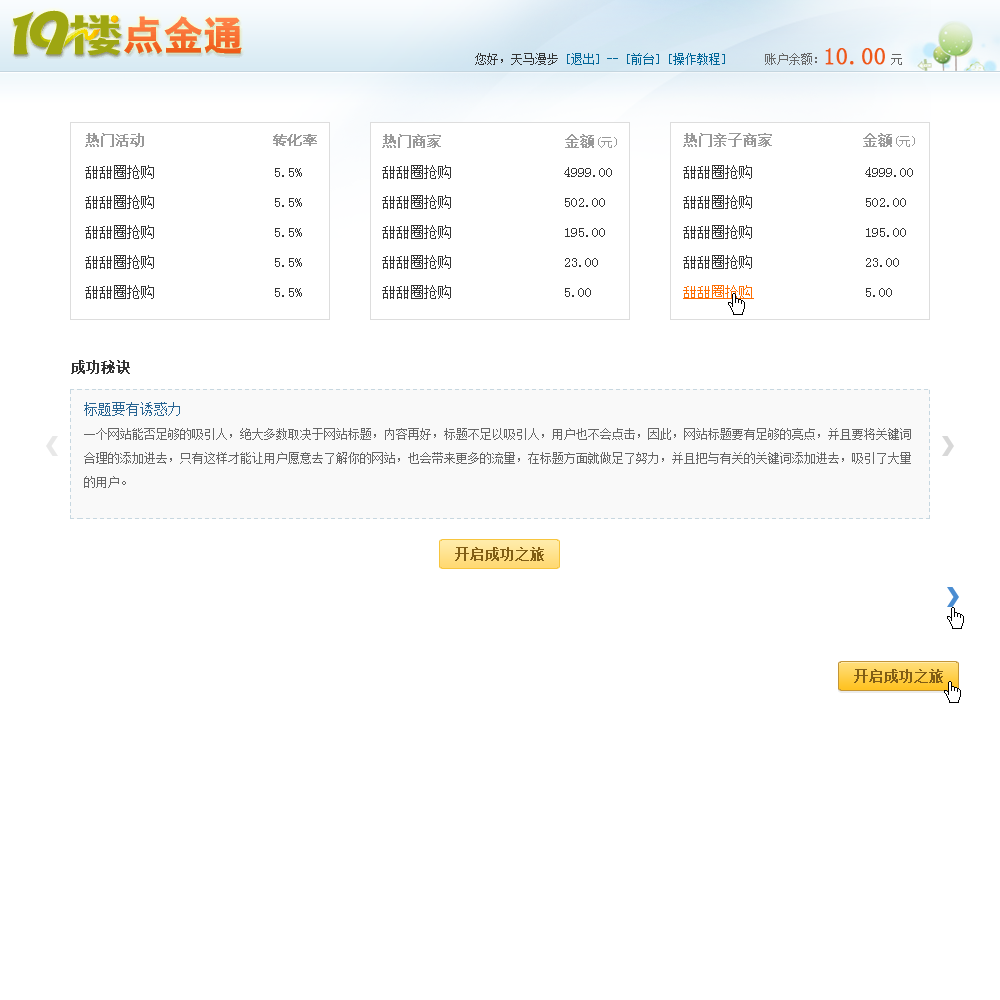 19楼点金通
您好，天马漫步 [退出] -- [前台] [操作教程] 账户余额：10.00 元
热门活动 转化率
甜甜圈抢购 5.5%
甜甜圈抢购 5.5%
甜甜圈抢购 5.5%
甜甜圈抢购 5.5%
甜甜圈抢购 5.5%
热门商家 金额(元)
甜甜圈抢购 4999.00
甜甜圈抢购 502.00
甜甜圈抢购 195.00
甜甜圈抢购 23.00
甜甜圈抢购 5.00
热门亲子商家 金额(元)
甜甜圈抢购 4999.00
甜甜圈抢购 502.00
甜甜圈抢购 195.00
甜甜圈抢购 23.00
甜甜圈抢购 5.00
成功秘诀
标题要有诱惑力
一个网站能否足够的吸引人，绝大多数取决于网站标题，内容再好，标题不足以吸引人，用户也不会点击，因此，网站标题要有足够的亮点，并且要将关键词
合理的添加进去，只有这样才能让用户愿意去了解你的网站，也会带来更多的流量，在标题方面就做足了努力，并且把与有关的关键词添加进去，吸引了大量
的用户。
开启成功之旅
开启成功之旅